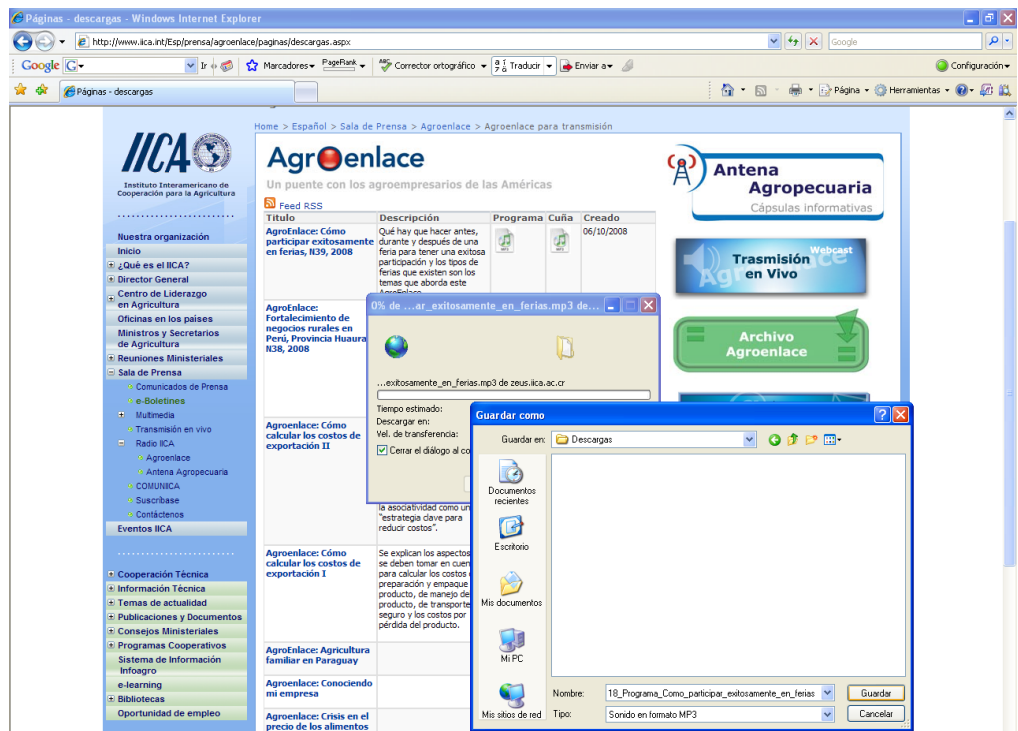 Páginas - descargas - Windows Internet Explorer
http://www.iica.int/Esp/prensa/agroenlace/paginas/descargas.aspx
Google
Google
G
Ir
Marcadores
PageRank
Corrector ortográfico
Traducir
Enviar a
Configuración
Páginas - descargas
Página
Herramientas
Home > Español > Sala de Prensa > Agroenlace > Agroenlace para transmisión
IICA
Instituto Interamericano de
Cooperación para la Agricultura
Nuestra organización
Inicio
¿Qué es el IICA?
Director General
Centro de Liderazgo
en Agricultura
Oficinas en los países
Ministros y Secretarios
de Agricultura
Reuniones Ministeriales
Sala de Prensa
Comunicados de Prensa
e-Boletines
Multimedia
Transmisión en vivo
Radio IICA
Agroenlace
Antena Agropecuaria
COMUNIICA
Suscríbase
Contáctenos
Eventos IICA
Cooperación Técnica
Información Técnica
Temas de actualidad
Publicaciones y Documentos
Consejos Ministeriales
Programas Cooperativos
Sistema de Información
Infoagro
e-learning
Bibliotecas
Oportunidad de empleo
Agroenlace
Un puente con los agroempresarios de las Américas
Feed RSS
Titulo Descripción Programa Cuña Creado
AgroEnlace: Cómo
participar exitosamente
en ferias, N39, 2008
Qué hay que hacer antes,
durante y después de una
feria para tener una exitosa
participación y los tipos de
ferias que existen son los
temas que aborda este
AgroEnlace
06/10/2008
AgroEnlace:
Fortalecimiento de
negocios rurales en
Perú, Provincia Huaura
N38, 2008
Agroenlace: Cómo
calcular los costos de
exportación II
la asociatividad como un
"estrategia clave para
reducir costos".
Agroenlace: Cómo
calcular los costos de
exportación I
Se explican los aspectos
se deben tomar en cuen
para calcular los costos
preparación y empaque
producto, de manejo de
producto, de transporte
seguro y los costos por
pérdida del producto.
AgroEnlace: Agricultura
familiar en Paraguay
Agroenlace: Conociendo
mi empresa
Agroenlace: Crisis en el
precio de los alimentos
Antena
Agropecuaria
Cápsulas informativas
Webcast
Trasmisión
en Vivo
Archivo
Agroenlace
0% de ...ar_exitosamente_en_ferias.mp3 de...
...exitosamente_en_ferias.mp3 de zeus.iica.ac.cr
Tiempo estimado:
Descargar en:
Vel. de transferencia:
Cerrar el diálogo al co
Guardar como
Guardar en:
Descargas
Documentos
recientes
Escritorio
Mis documentos
Mi PC
Mis sitios de red
Nombre:
18_Programa_Como_participar_exitosamente_en_ferias
Guardar
Tipo:
Sonido en formato MP3
Cancelar